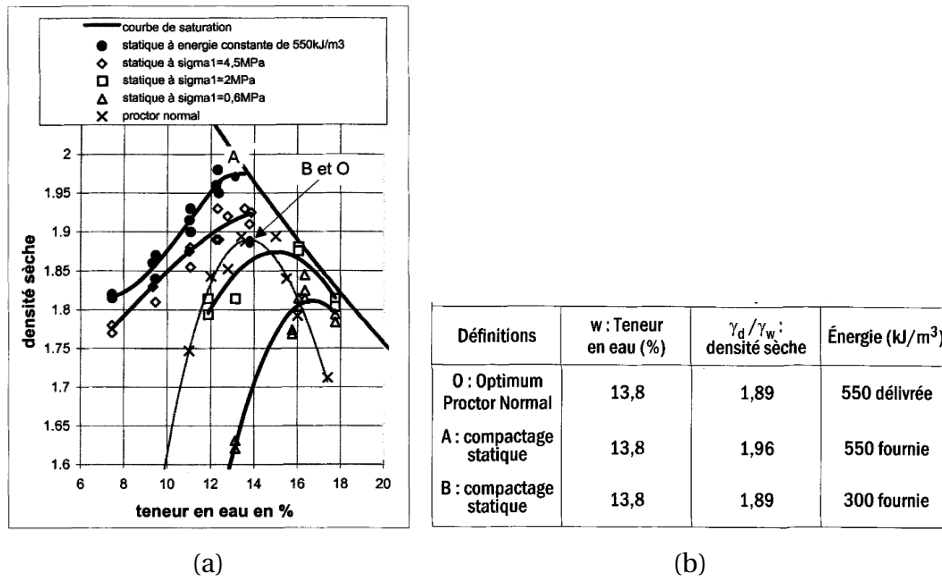 courbe de saturation
statique à energie constante de 550kJ/m3
statique à sigma1=4,5MPa
statique à sigma1=2MPa
statique à sigma1=0,6MPa
proctor normal
A
B et O
densité sèche
2
1.95
1.9
1.85
1.8
1.75
1.7
1.65
1.6
6 8 10 12 14 16 18 20
teneur en eau en %
(a)
Définitions
w : Teneur
en eau (%)
γd/γw :
densité sèche
Énergie (kJ/m³)
O : Optimum
Proctor Normal
13,8
1,89
550 délivrée
A : compactage
statique
13,8
1,96
550 fournie
B : compactage
statique
13,8
1,89
300 fournie
(b)